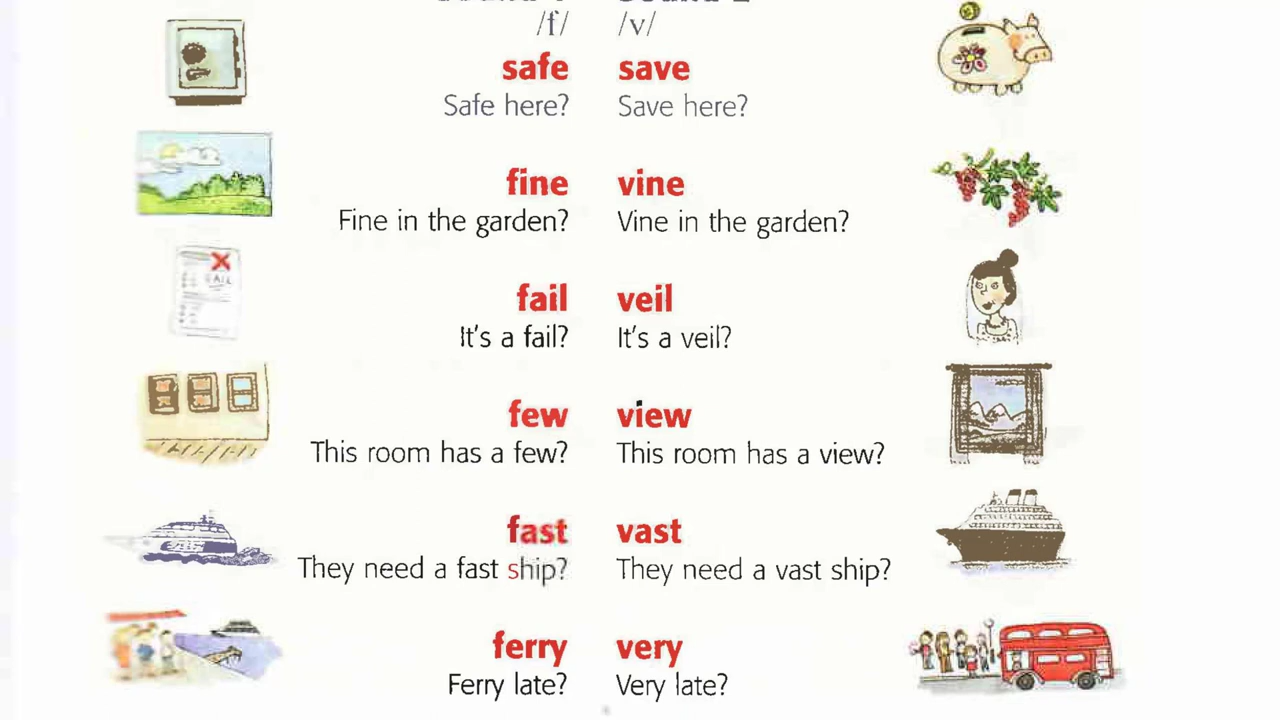 /f/ /v/
safe save
Safe here? Save here?
fine vine
Fine in the garden? Vine in the garden?
FAIL
fail veil
It's a fail? It's a veil?
few view
This room has a few? This room has a view?
fast vast
They need a fast ship? They need a vast ship?
ferry very
Ferry late? Very late?